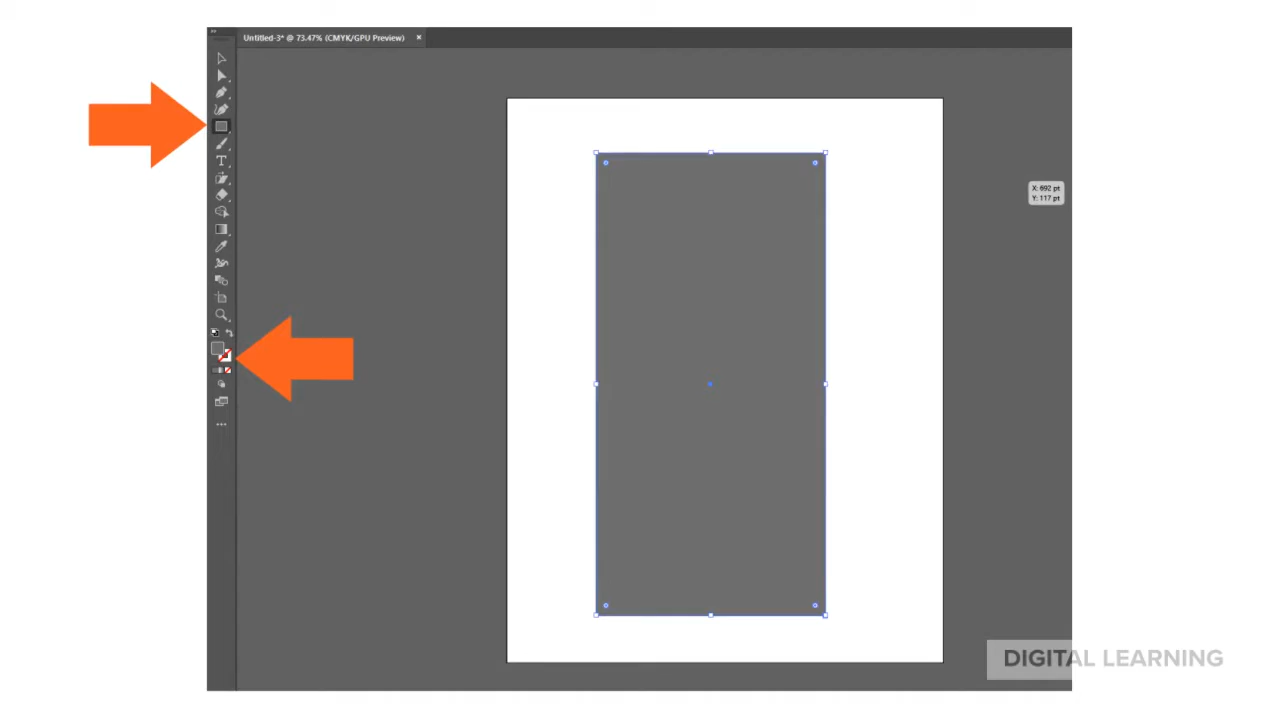 Untitled-3* @ 73.47% (CMYK/GPU Preview) ×
X: 692 pt
Y: 117 pt
DIGITAL LEARNING